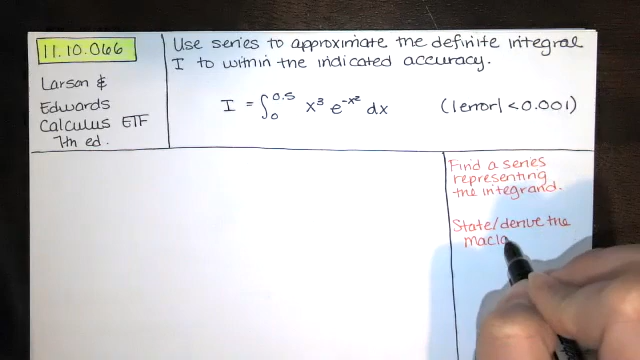 11.10.066
Larson &
Edwards
Calculus ETF
7th ed.
Use series to approximate the definite integral
I to within the indicated accuracy.
I = ∫₀^0.5 x³ e^-x² dx (|error| < 0.001)
Find a series
representing
the integrand.
State/derive the
macla